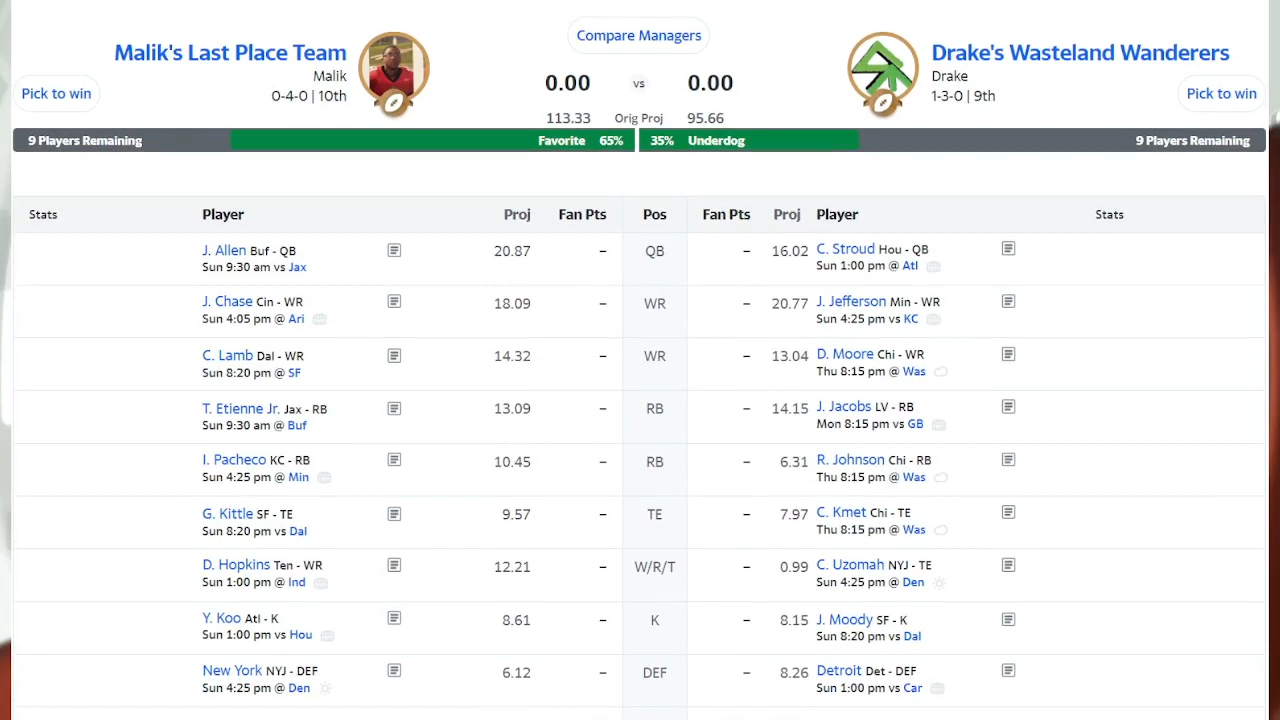 Compare Managers
Malik's Last Place Team
Malik
0-4-0 | 10th
Pick to win
0.00 vs 0.00
113.33 Orig Proj 95.66
Drake's Wasteland Wanderers
Drake
1-3-0 | 9th
Pick to win
9 Players Remaining Favorite 65% 35% Underdog 9 Players Remaining
Stats Player Proj Fan Pts Pos Fan Pts Proj Player Stats
J. Allen Buf - QB 20.87 – QB – 16.02 C. Stroud Hou - QB
Sun 9:30 am vs Jax Sun 1:00 pm @ Atl
J. Chase Cin - WR 18.09 – WR – 20.77 J. Jefferson Min - WR
Sun 4:05 pm @ Ari Sun 4:25 pm vs KC
C. Lamb Dal - WR 14.32 – WR – 13.04 D. Moore Chi - WR
Sun 8:20 pm @ SF Thu 8:15 pm @ Was
T. Etienne Jr. Jax - RB 13.09 – RB – 14.15 J. Jacobs LV - RB
Sun 9:30 am @ Buf Mon 8:15 pm vs GB
I. Pacheco KC - RB 10.45 – RB – 6.31 R. Johnson Chi - RB
Sun 4:25 pm @ Min Thu 8:15 pm @ Was
G. Kittle SF - TE 9.57 – TE – 7.97 C. Kmet Chi - TE
Sun 8:20 pm vs Dal Thu 8:15 pm @ Was
D. Hopkins Ten - WR 12.21 – W/R/T – 0.99 C. Uzomah NYJ - TE
Sun 1:00 pm @ Ind Sun 4:25 pm @ Den
Y. Koo Atl - K 8.61 – K – 8.15 J. Moody SF - K
Sun 1:00 pm vs Hou Sun 8:20 pm vs Dal
New York NYJ - DEF 6.12 – DEF – 8.26 Detroit Det - DEF
Sun 4:25 pm @ Den Sun 1:00 pm vs Car